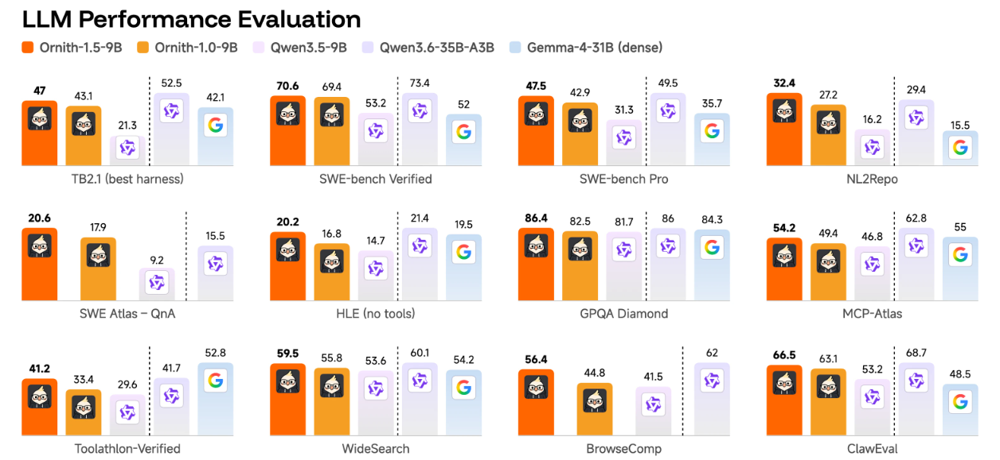 LLM Performance Evaluation
Ornith-1.5-9B Ornith-1.0-9B Qwen3.5-9B Qwen3.6-35B-A3B Gemma-4-31B (dense)
47 43.1 21.3 52.5 42.1
TB2.1 (best harness)
70.6 69.4 53.2 73.4 52
SWE-bench Verified
47.5 42.9 31.3 49.5 35.7
SWE-bench Pro
32.4 27.2 16.2 29.4 15.5
NL2Repo
20.6 17.9 9.2 15.5
SWE Atlas – QnA
20.2 16.8 14.7 21.4 19.5
HLE (no tools)
86.4 82.5 81.7 86 84.3
GPQA Diamond
54.2 49.4 46.8 62.8 55
MCP-Atlas
41.2 33.4 29.6 41.7 52.8
Toolathlon-Verified
59.5 55.8 53.6 60.1 54.2
WideSearch
56.4 44.8 41.5 62
BrowseComp
66.5 63.1 53.2 68.7 48.5
ClawEval